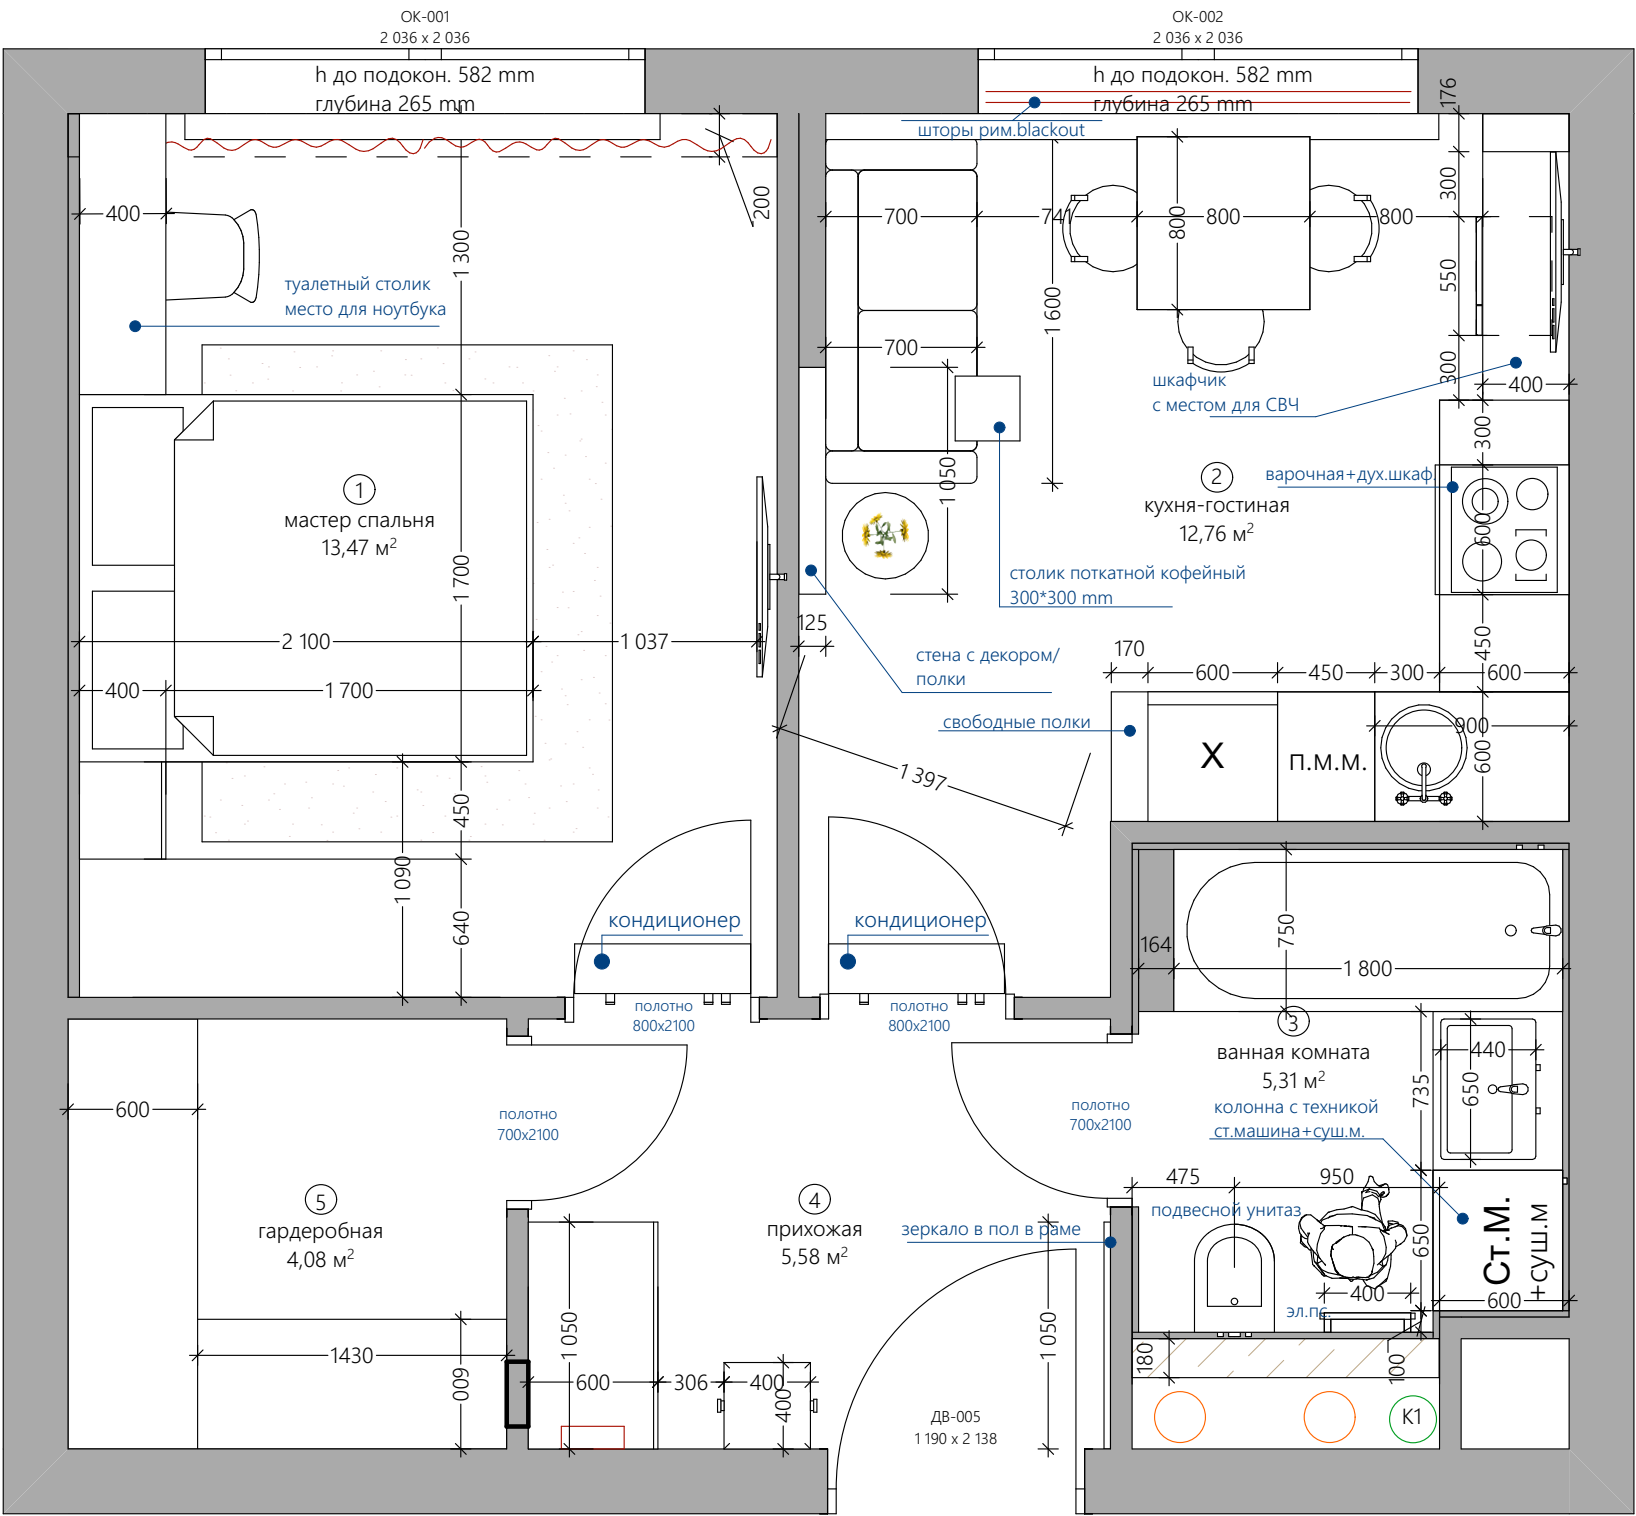 ОК-001
2 036 x 2 036
ОК-002
2 036 x 2 036
h до подокон. 582 mm
глубина 265 mm
h до подокон. 582 mm
глубина 265 mm
шторы рим.blackout
176
200
400
1 300
700
741
800
800
800
300
550
300
400
туалетный столик
место для ноутбука
1 600
700
шкафчик
с местом для СВЧ
300
1 050
варочная+дух.шкаф.
600
1
мастер спальня
13,47 м²
2
кухня-гостиная
12,76 м²
1 700
столик поткатной кофейный
300*300 mm
2 100
1 037
125
450
стена с декором/
полки
170
600
450
300
600
400
1 700
свободные полки
900
X
п.м.м.
600
1 397
450
1 090
640
кондиционер
кондиционер
750
164
1 800
полотно
800x2100
полотно
800x2100
3
ванная комната
5,31 м²
440
650
735
колонна с техникой
ст.машина+суш.м.
600
полотно
700x2100
полотно
700x2100
475
950
подвесной унитаз
5
гардеробная
4,08 м²
4
прихожая
5,58 м²
зеркало в пол в раме
650
Ст.М.
+суш.м
400
600
эл.пс.
1 050
1 050
1430
600
600
306
400
400
180
100
ДВ-005
1 190 x 2 138
К1